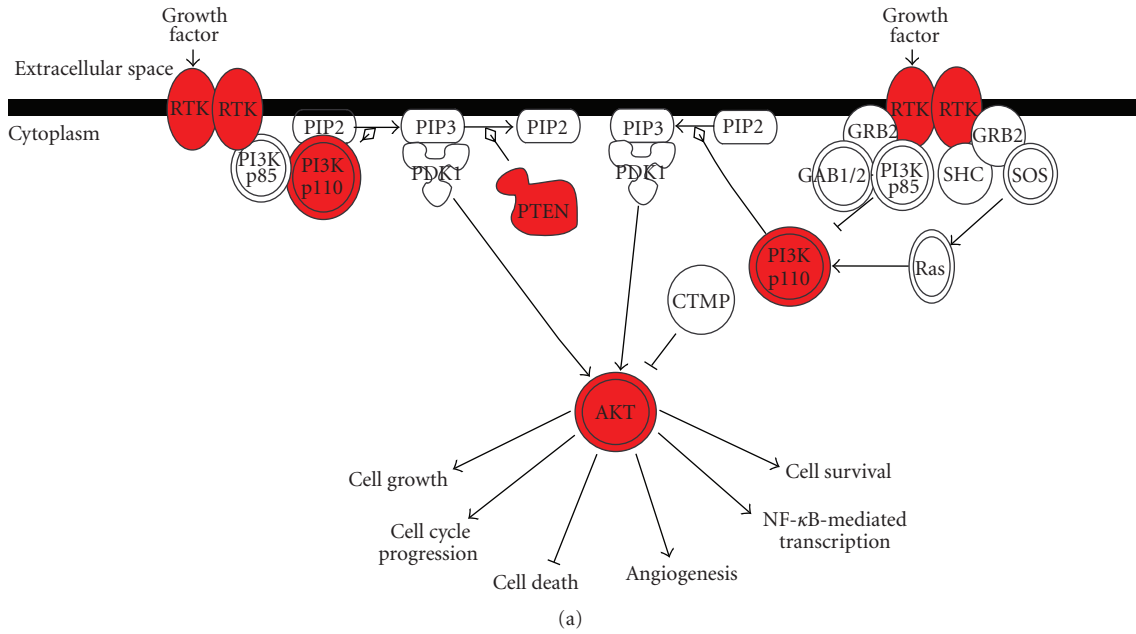 Growth
factor
Growth
factor
Extracellular space
RTK
RTK
RTK
RTK
Cytoplasm
PIP2
PIP3
PIP2
PIP3
PIP2
GRB2
GRB2
PI3K
p85
PI3K
p110
PDK1
PDK1
GAB1/2
PI3K
p85
SHC
SOS
PTEN
PI3K
p110
Ras
CTMP
AKT
Cell growth
Cell survival
Cell cycle
progression
NF-κB-mediated
transcription
Cell death
Angiogenesis
(a)